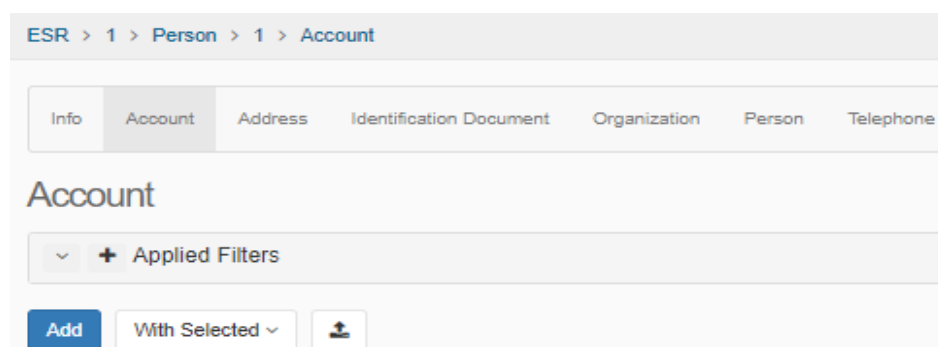 ESR > 1 > Person > 1 > Account
Info Account Address Identification Document Organization Person Telephone
Account
+ Applied Filters
Add With Selected